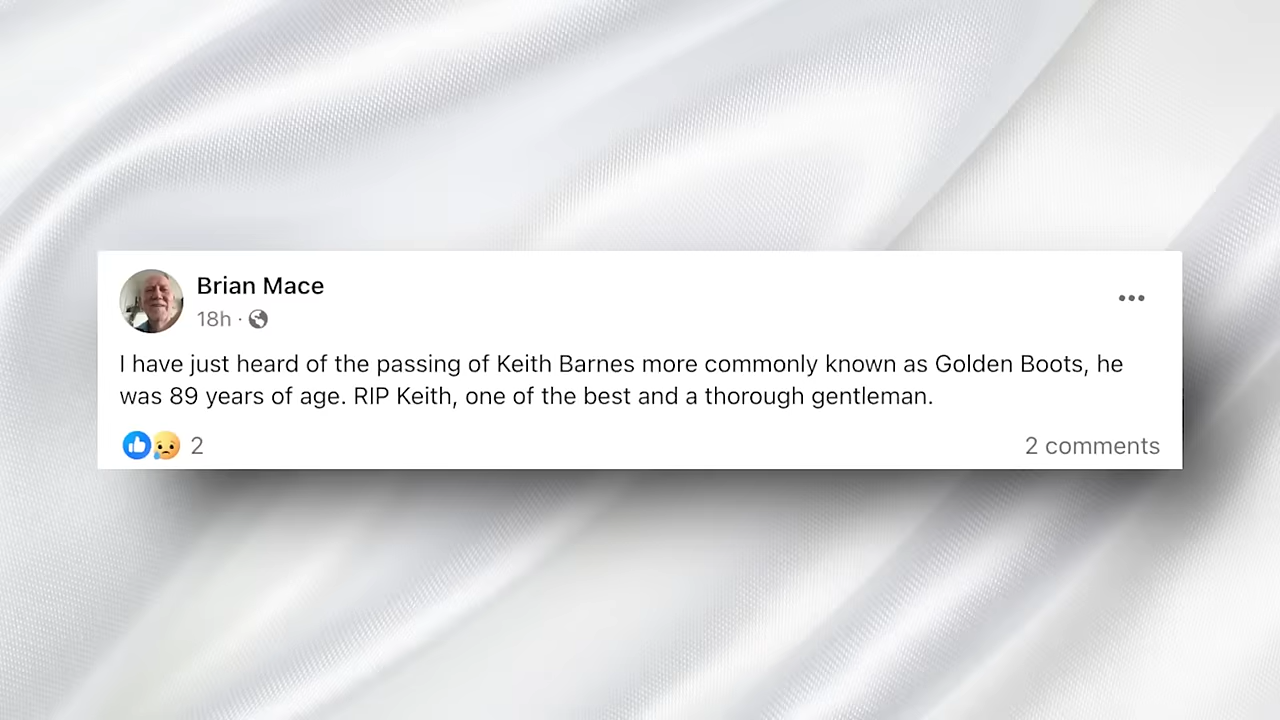 Brian Mace
18h ·
I have just heard of the passing of Keith Barnes more commonly known as Golden Boots, he
was 89 years of age. RIP Keith, one of the best and a thorough gentleman.
2 2 comments